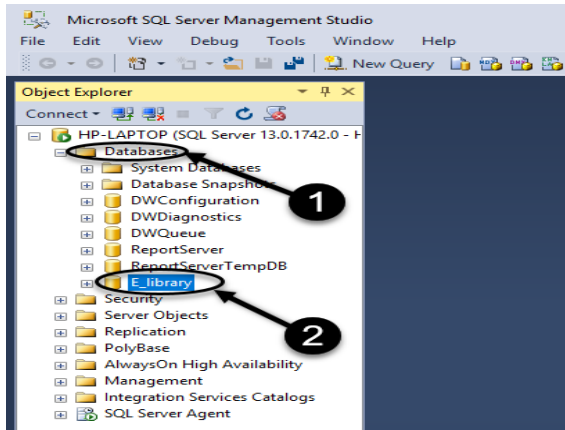 Microsoft SQL Server Management Studio
File Edit View Debug Tools Window Help
New Query
Object Explorer
Connect
HP-LAPTOP (SQL Server 13.0.1742.0 - H
Databases
System Databases
Database Snapshots
1
DWConfiguration
DWDiagnostics
DWQueue
ReportServer
ReportServerTempDB
E_library
Security
Server Objects
2
Replication
PolyBase
AlwaysOn High Availability
Management
Integration Services Catalogs
SQL Server Agent